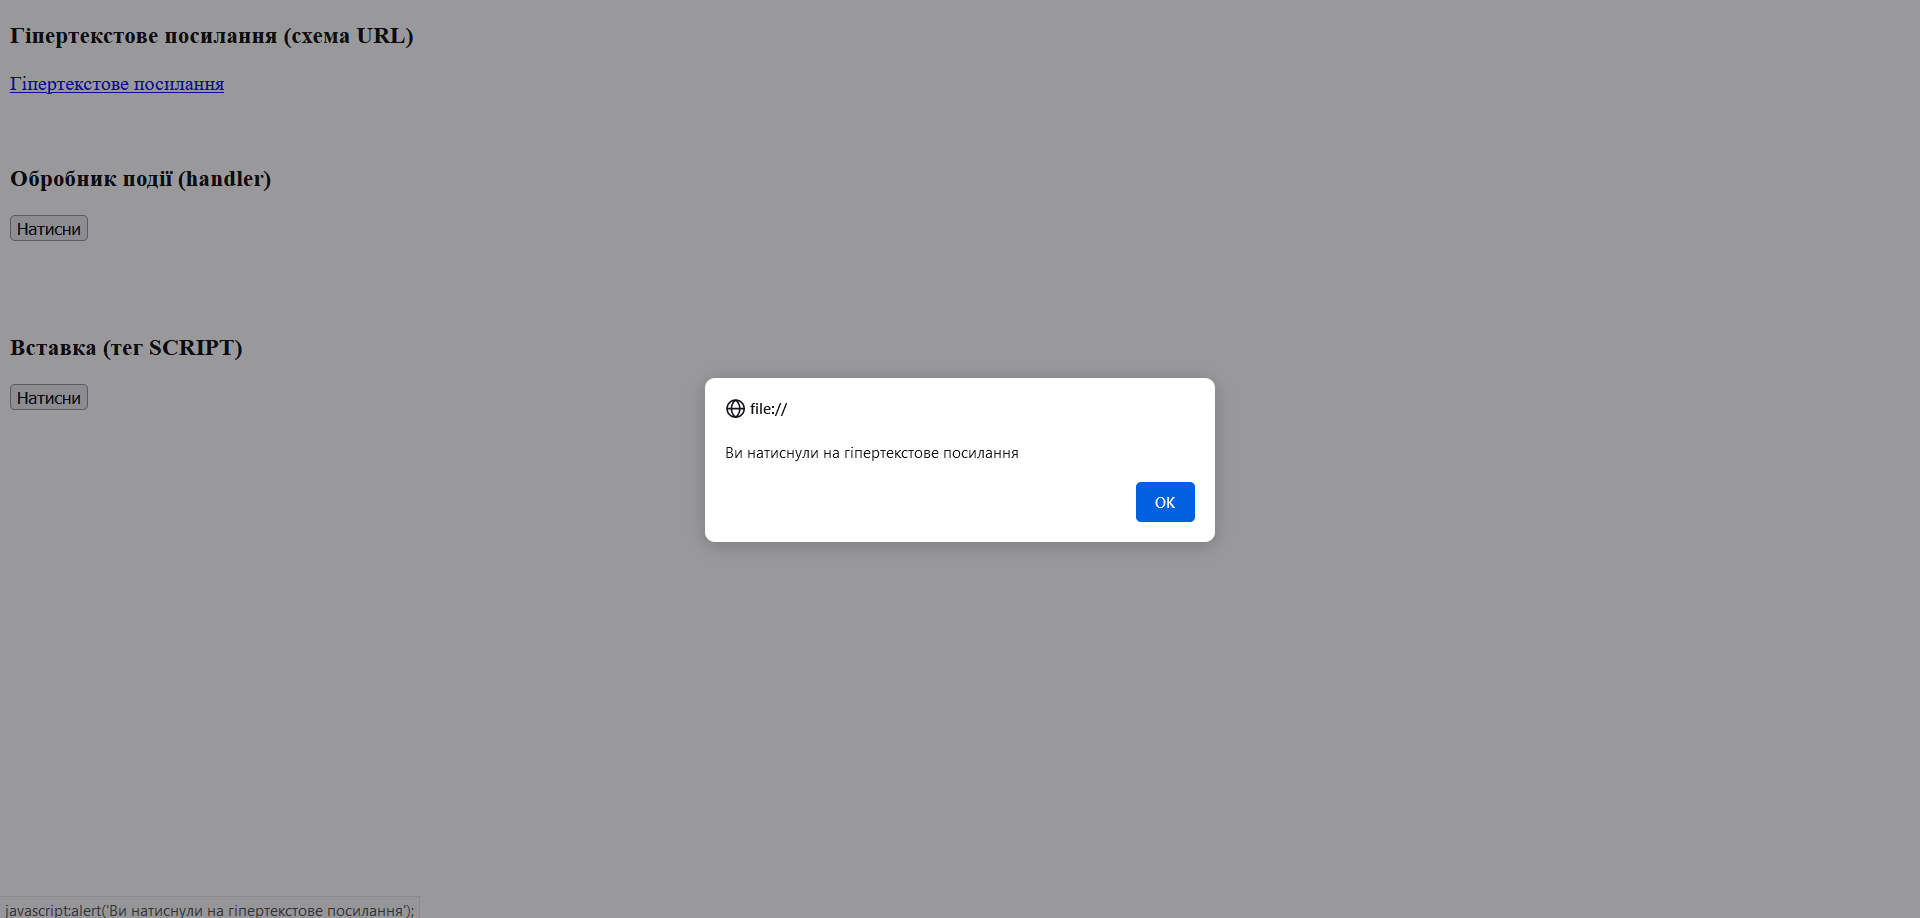 Гіпертекстове посилання (схема URL)
Гіпертекстове посилання
Обробник події (handler)
Натисни
Вставка (тег SCRIPT)
Натисни
file://
Ви натиснули на гіпертекстове посилання
OK
javascript:alert('Ви натиснули на гіпертекстове посилання');